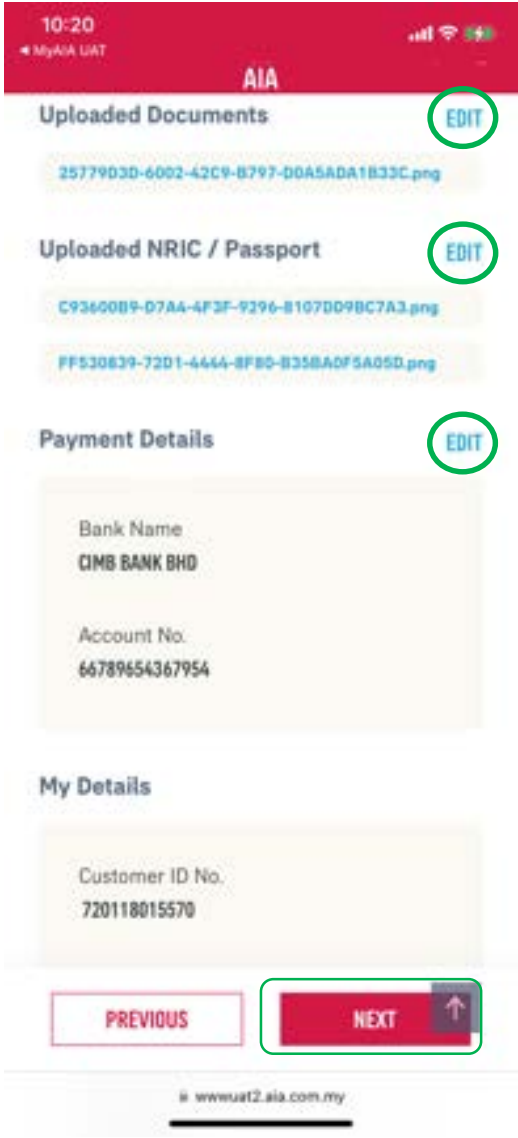 10:20
MyAIA UAT
AIA
Uploaded Documents
EDIT
25779D3D-6002-42C9-B797-D0A5ADA1B33C.png
Uploaded NRIC / Passport
EDIT
C93600B9-D7A4-4F3F-9296-8107DD9BC7A3.png
FF530839-72D1-4444-8F80-B35BA0F5A05D.png
Payment Details
EDIT
Bank Name
CIMB BANK BHD
Account No.
66789654367954
My Details
Customer ID No.
720118015570
PREVIOUS
NEXT
wwwuat2.aia.com.my